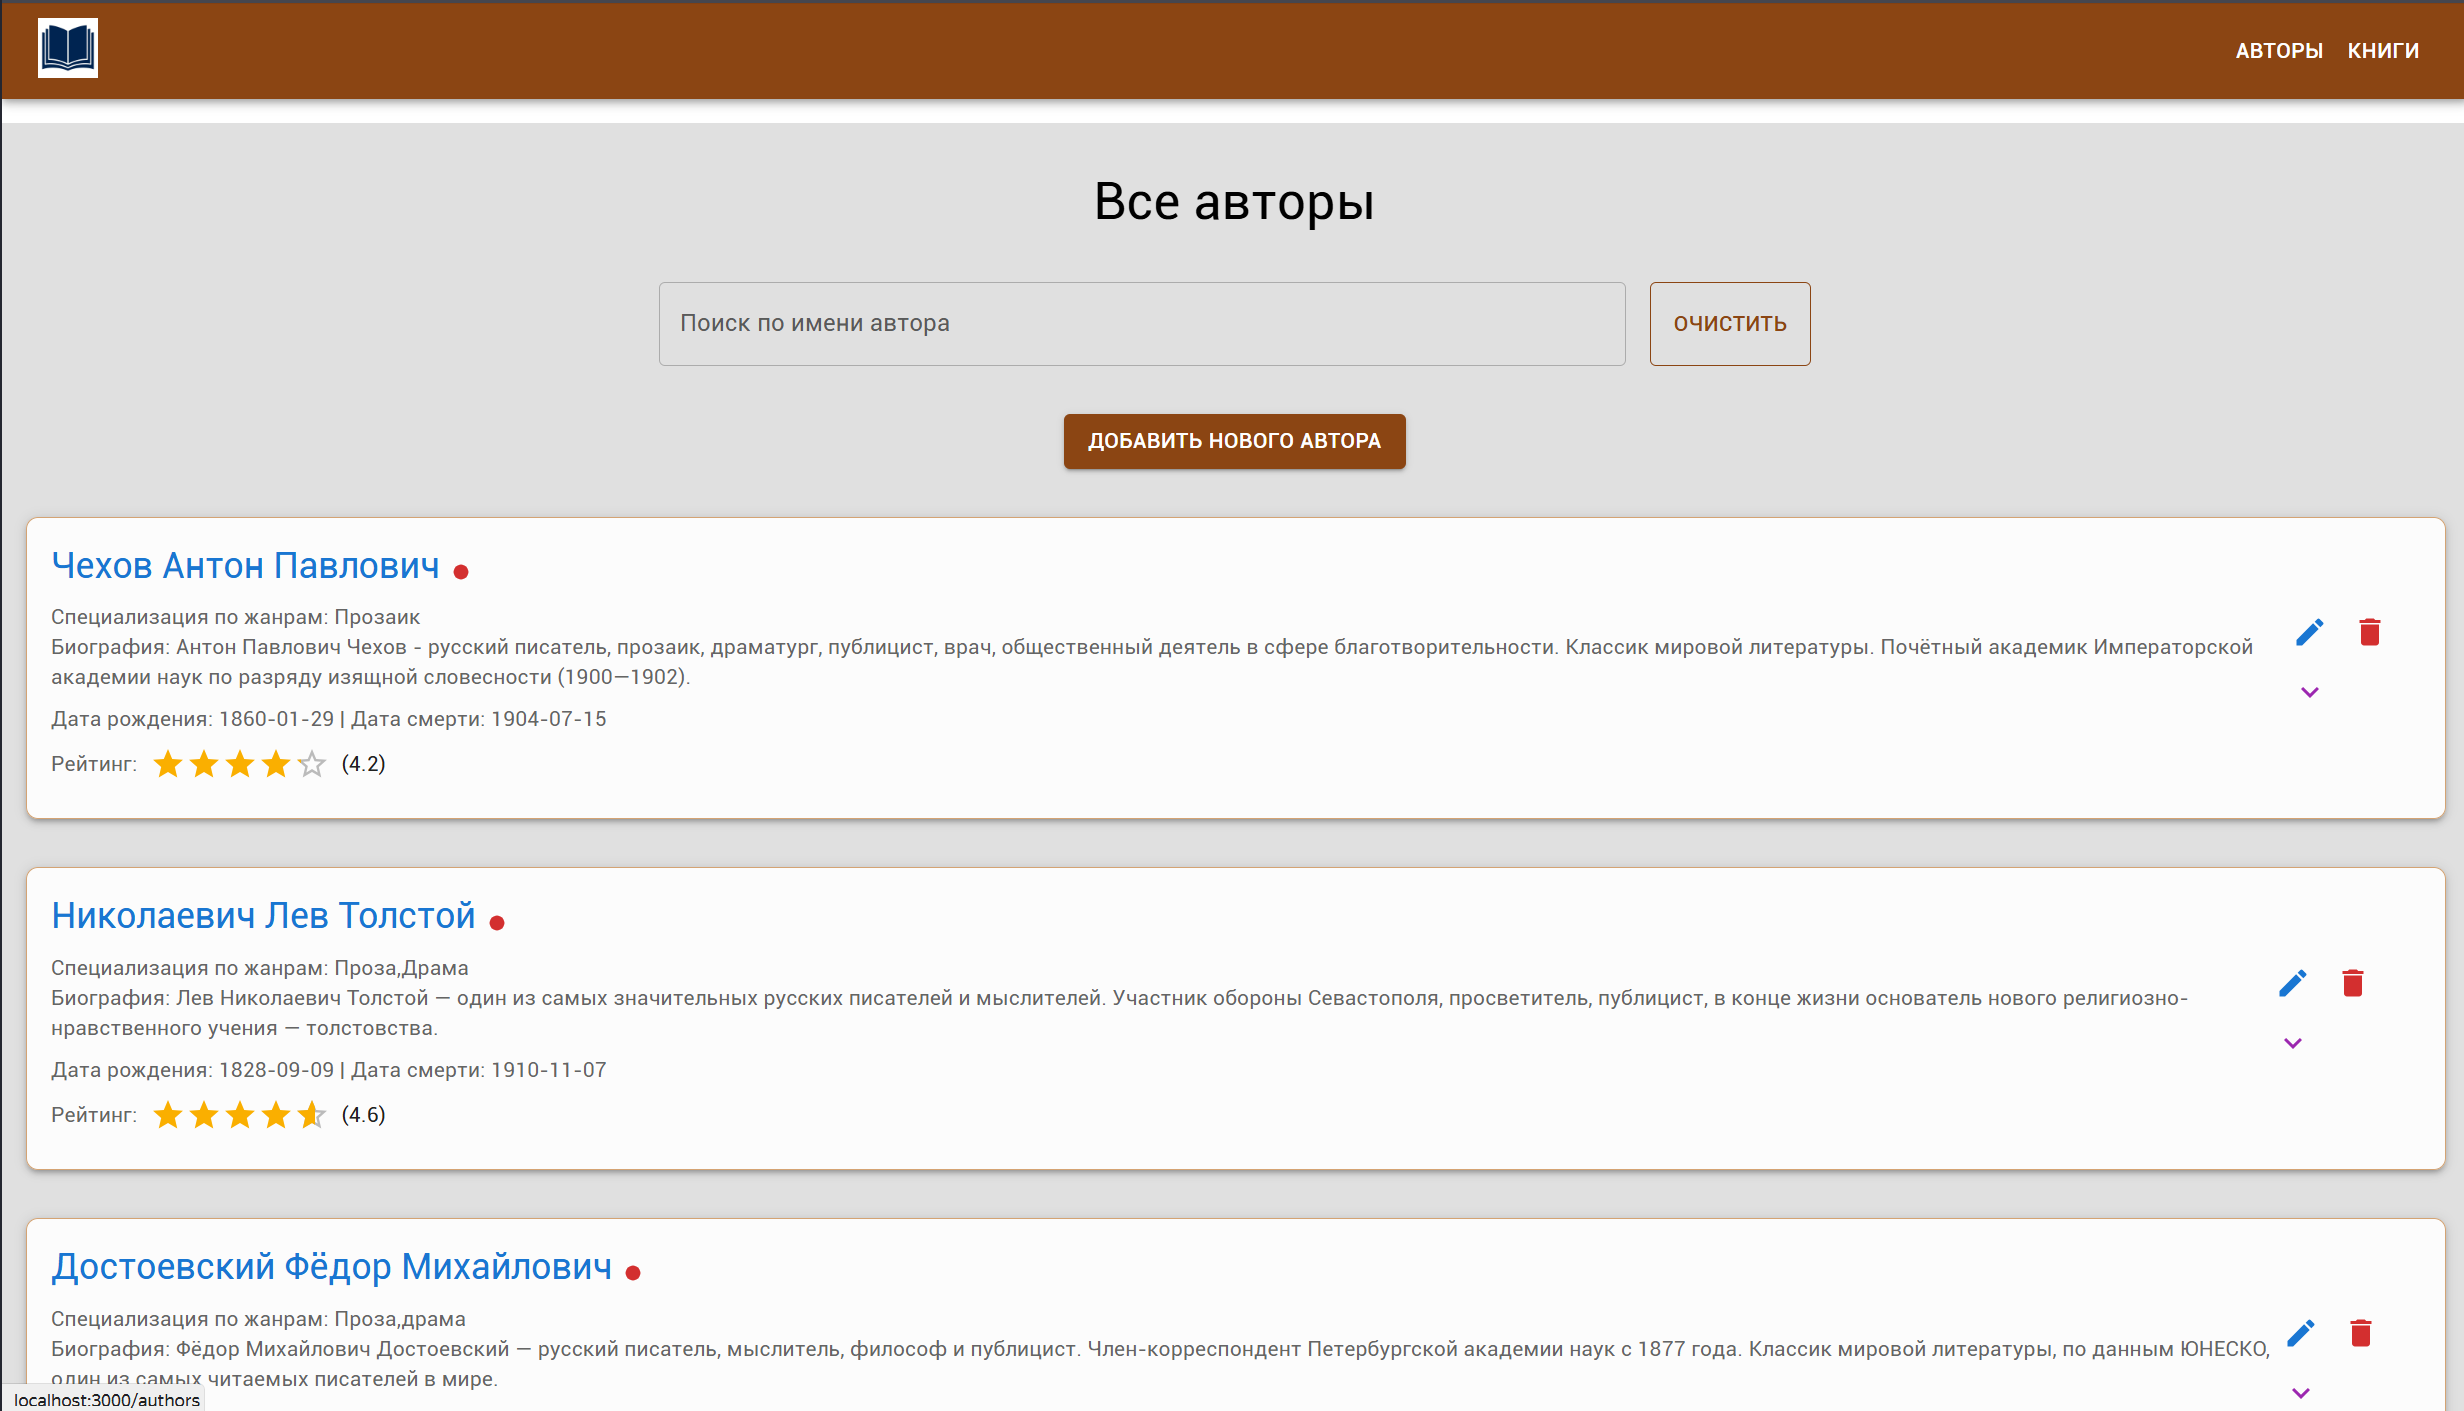 АВТОРЫ КНИГИ
Все авторы
Поиск по имени автора
ОЧИСТИТЬ
ДОБАВИТЬ НОВОГО АВТОРА
Чехов Антон Павлович
Специализация по жанрам: Прозаик
Биография: Антон Павлович Чехов - русский писатель, прозаик, драматург, публицист, врач, общественный деятель в сфере благотворительности. Классик мировой литературы. Почётный академик Императорской
академии наук по разряду изящной словесности (1900—1902).
Дата рождения: 1860-01-29 | Дата смерти: 1904-07-15
Рейтинг: (4.2)
Николаевич Лев Толстой
Специализация по жанрам: Проза,Драма
Биография: Лев Николаевич Толстой — один из самых значительных русских писателей и мыслителей. Участник обороны Севастополя, просветитель, публицист, в конце жизни основатель нового религиозно-
нравственного учения — толстовства.
Дата рождения: 1828-09-09 | Дата смерти: 1910-11-07
Рейтинг: (4.6)
Достоевский Фёдор Михайлович
Специализация по жанрам: Проза,драма
Биография: Фёдор Михайлович Достоевский — русский писатель, мыслитель, философ и публицист. Член-корреспондент Петербургской академии наук с 1877 года. Классик мировой литературы, по данным ЮНЕСКО,
один из самых читаемых писателей в мире.
localhost:3000/authors